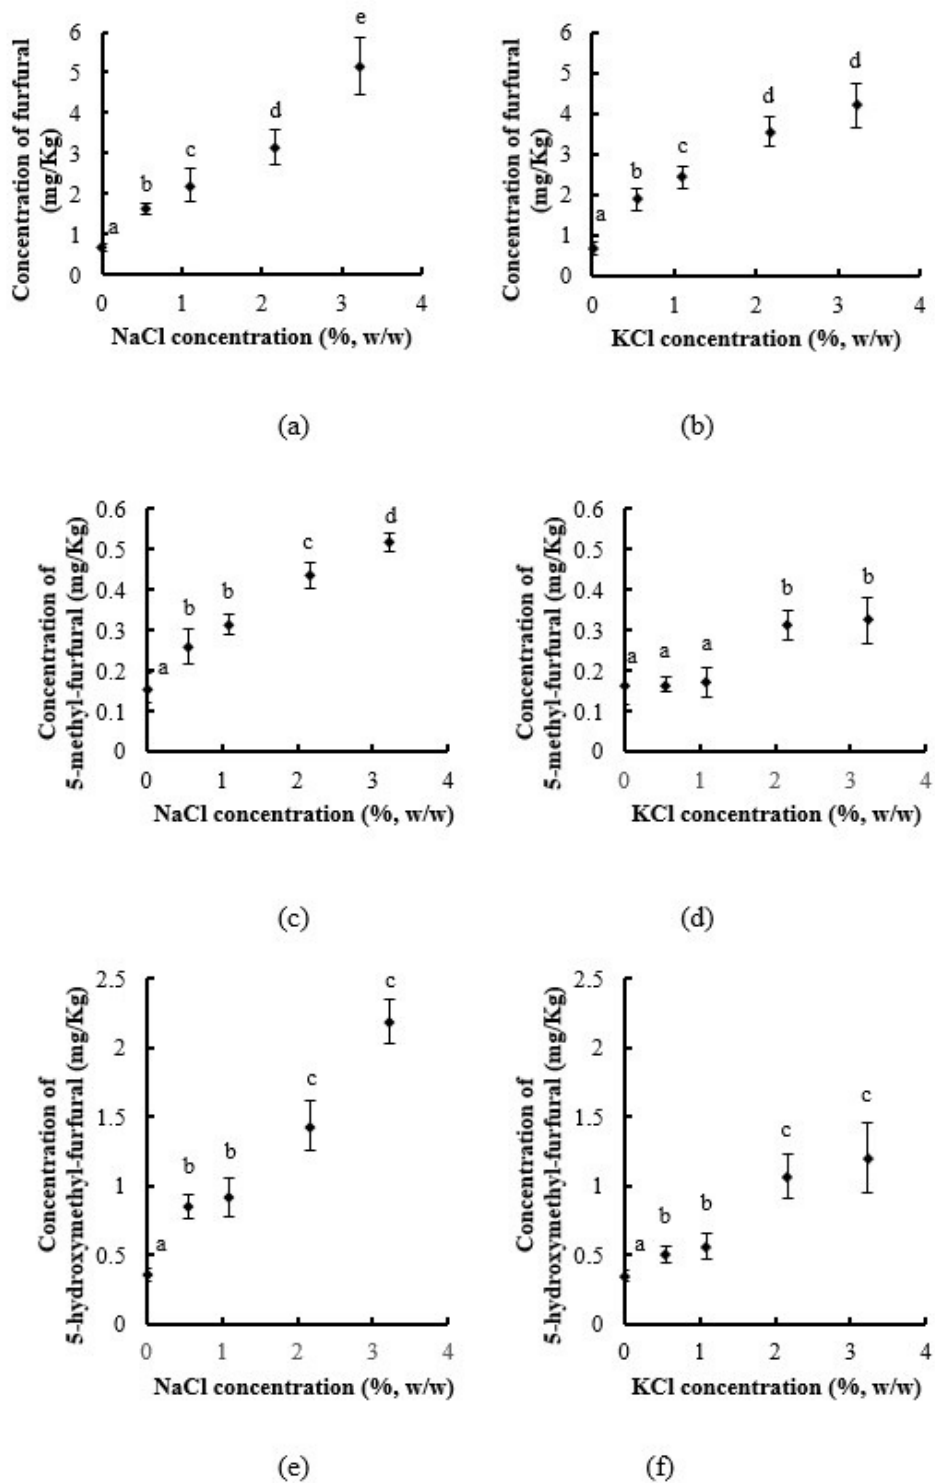 Concentration of furfural
(mg/Kg)
6
5
4
3
2
1
0
a
b
c
d
e
0 1 2 3 4
NaCl concentration (%, w/w)
(a)
Concentration of furfural
(mg/Kg)
6
5
4
3
2
1
0
a
b
c
d
d
0 1 2 3 4
KCl concentration (%, w/w)
(b)
Concentration of
5-methyl-furfural (mg/Kg)
0.6
0.5
0.4
0.3
0.2
0.1
0
a
b
b
c
d
0 1 2 3 4
NaCl concentration (%, w/w)
(c)
Concentration of
5-methyl-furfural (mg/Kg)
0.6
0.5
0.4
0.3
0.2
0.1
0
a
a
a
b
b
0 1 2 3 4
KCl concentration (%, w/w)
(d)
Concentration of
5-hydroxymethyl-furfural (mg/Kg)
2.5
2
1.5
1
0.5
0
a
b
b
c
c
0 1 2 3 4
NaCl concentration (%, w/w)
(e)
Concentration of
5-hydroxymethyl-furfural (mg/Kg)
2.5
2
1.5
1
0.5
0
a
b
b
c
c
0 1 2 3 4
KCl concentration (%, w/w)
(f)